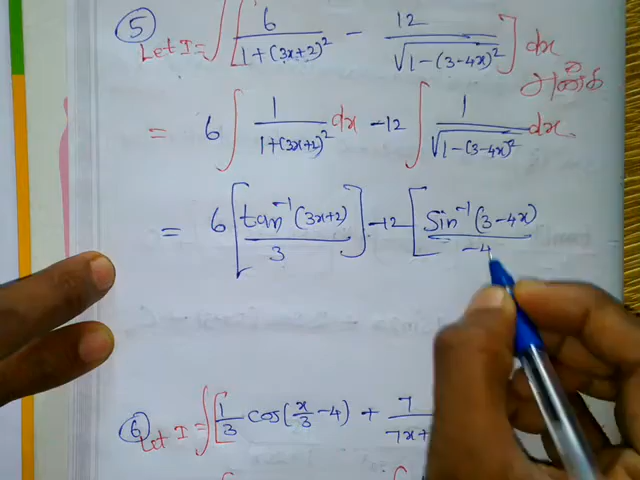 ⑤ Let I = ∫ [ 6/(1+(3x+2)²) − 12/√(1−(3−4x)²) ] dx
= 6 ∫ 1/(1+(3x+2)²) dx −12 ∫ 1/√(1−(3−4x)²) dx.
= 6 [ tan⁻¹(3x+2)/3 ] −12 [ Sin⁻¹(3−4x)/−4
⑥ Let I = ∫ [ 1/3 cos(x/3 −4) + 7/7x+